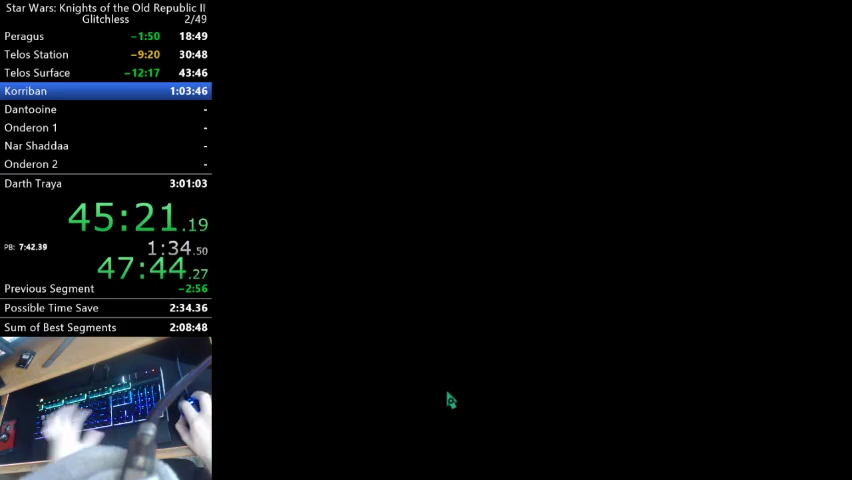 Star Wars: Knights of the Old Republic II
Glitchless 2/49
Peragus −1:50 18:49
Telos Station −9:20 30:48
Telos Surface −12:17 43:46
Korriban 1:03:46
Dantooine -
Onderon 1 -
Nar Shaddaa -
Onderon 2 -
Darth Traya 3:01:03
45:21.19
PB: 7:42.39 1:34.50
47:44.27
Previous Segment −2:56
Possible Time Save 2:34.36
Sum of Best Segments 2:08:48